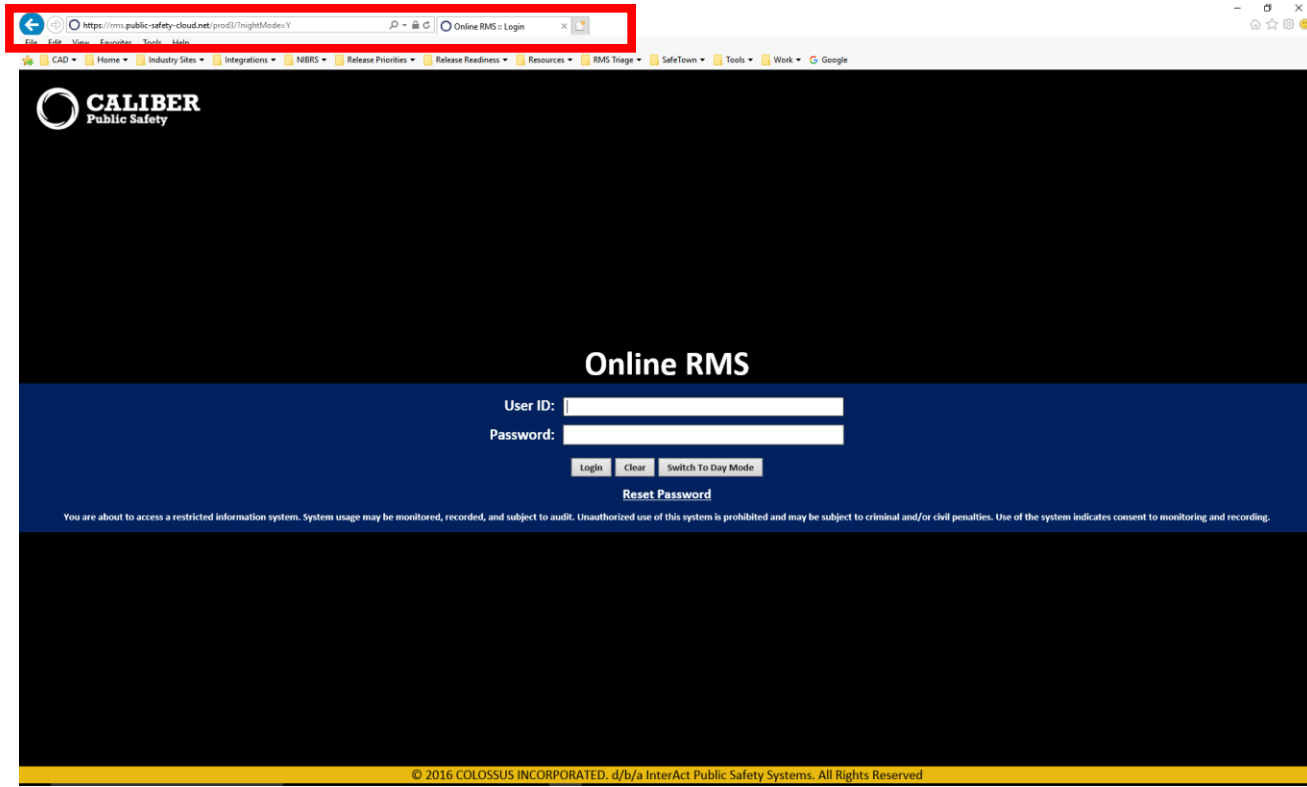 https://rms.public-safety-cloud.net/prod3/?nightMode=Y
Online RMS :: Login
File Edit View Favorites Tools Help
CAD Home Industry Sites Integrations NIBRS Release Priorities Release Readiness Resources RMS Triage SafeTown Tools Work G Google
CALIBER
Public Safety
Online RMS
User ID:
Password:
Login Clear Switch To Day Mode
Reset Password
You are about to access a restricted information system. System usage may be monitored, recorded, and subject to audit. Unauthorized use of this system is prohibited and may be subject to criminal and/or civil penalties. Use of the system indicates consent to monitoring and recording.
© 2016 COLOSSUS INCORPORATED. d/b/a InterAct Public Safety Systems. All Rights Reserved